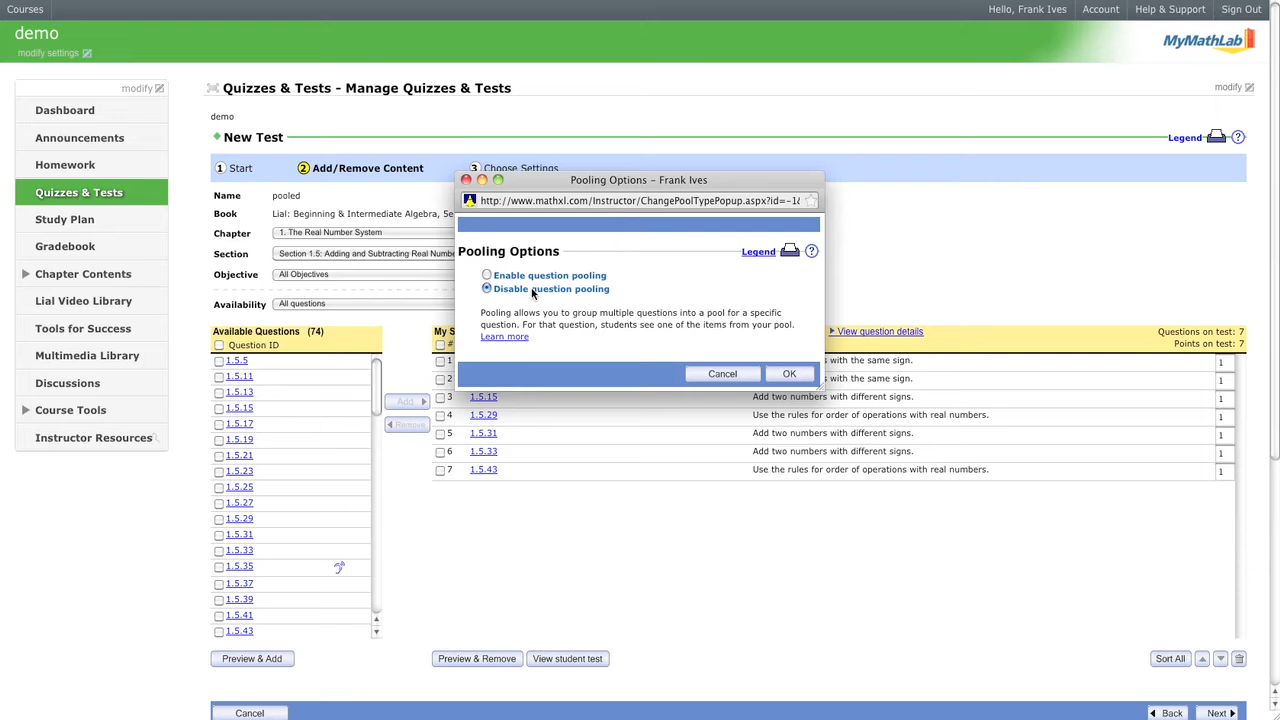 Courses
Hello, Frank Ives Account Help & Support Sign Out
demo
modify settings
MyMathLab
modify
Dashboard
Announcements
Homework
Quizzes & Tests
Study Plan
Gradebook
Chapter Contents
Lial Video Library
Tools for Success
Multimedia Library
Discussions
Course Tools
Instructor Resources
Quizzes & Tests - Manage Quizzes & Tests
modify
demo
New Test
Legend
?
1 Start 2 Add/Remove Content 3 Choose Settings
Name pooled
Book Lial: Beginning & Intermediate Algebra, 5e
Chapter 1. The Real Number System
Section Section 1.5: Adding and Subtracting Real Numbe
Objective All Objectives
Availability All questions
Pooling Options – Frank Ives
http://www.mathxl.com/Instructor/ChangePoolTypePopup.aspx?id=-1&
Pooling Options
Legend
?
Enable question pooling
Disable question pooling
Pooling allows you to group multiple questions into a pool for a specific
question. For that question, students see one of the items from your pool.
Learn more
Cancel OK
Available Questions (74)
Question ID
1.5.5
1.5.11
1.5.13
1.5.15
1.5.17
1.5.19
1.5.21
1.5.23
1.5.25
1.5.27
1.5.29
1.5.31
1.5.33
1.5.35
1.5.37
1.5.39
1.5.41
1.5.43
Add
Remove
My S
View question details
Questions on test: 7
#
Points on test: 7
1 s with the same sign. 1
2 s with the same sign. 1
3 1.5.15 Add two numbers with different signs. 1
4 1.5.29 Use the rules for order of operations with real numbers. 1
5 1.5.31 Add two numbers with different signs. 1
6 1.5.33 Add two numbers with different signs. 1
7 1.5.43 Use the rules for order of operations with real numbers. 1
Preview & Add Preview & Remove View student test Sort All
Cancel Back Next